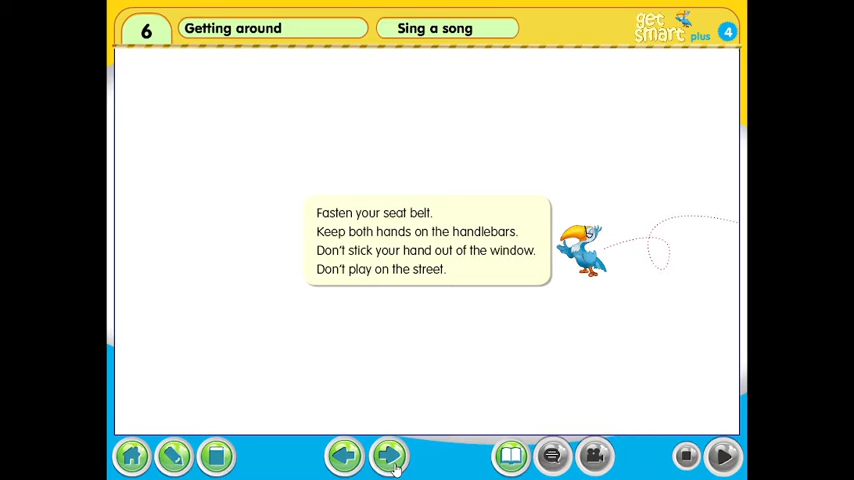 6
Getting around
Sing a song
get smart plus 4
Fasten your seat belt.
Keep both hands on the handlebars.
Don't stick your hand out of the window.
Don't play on the street.